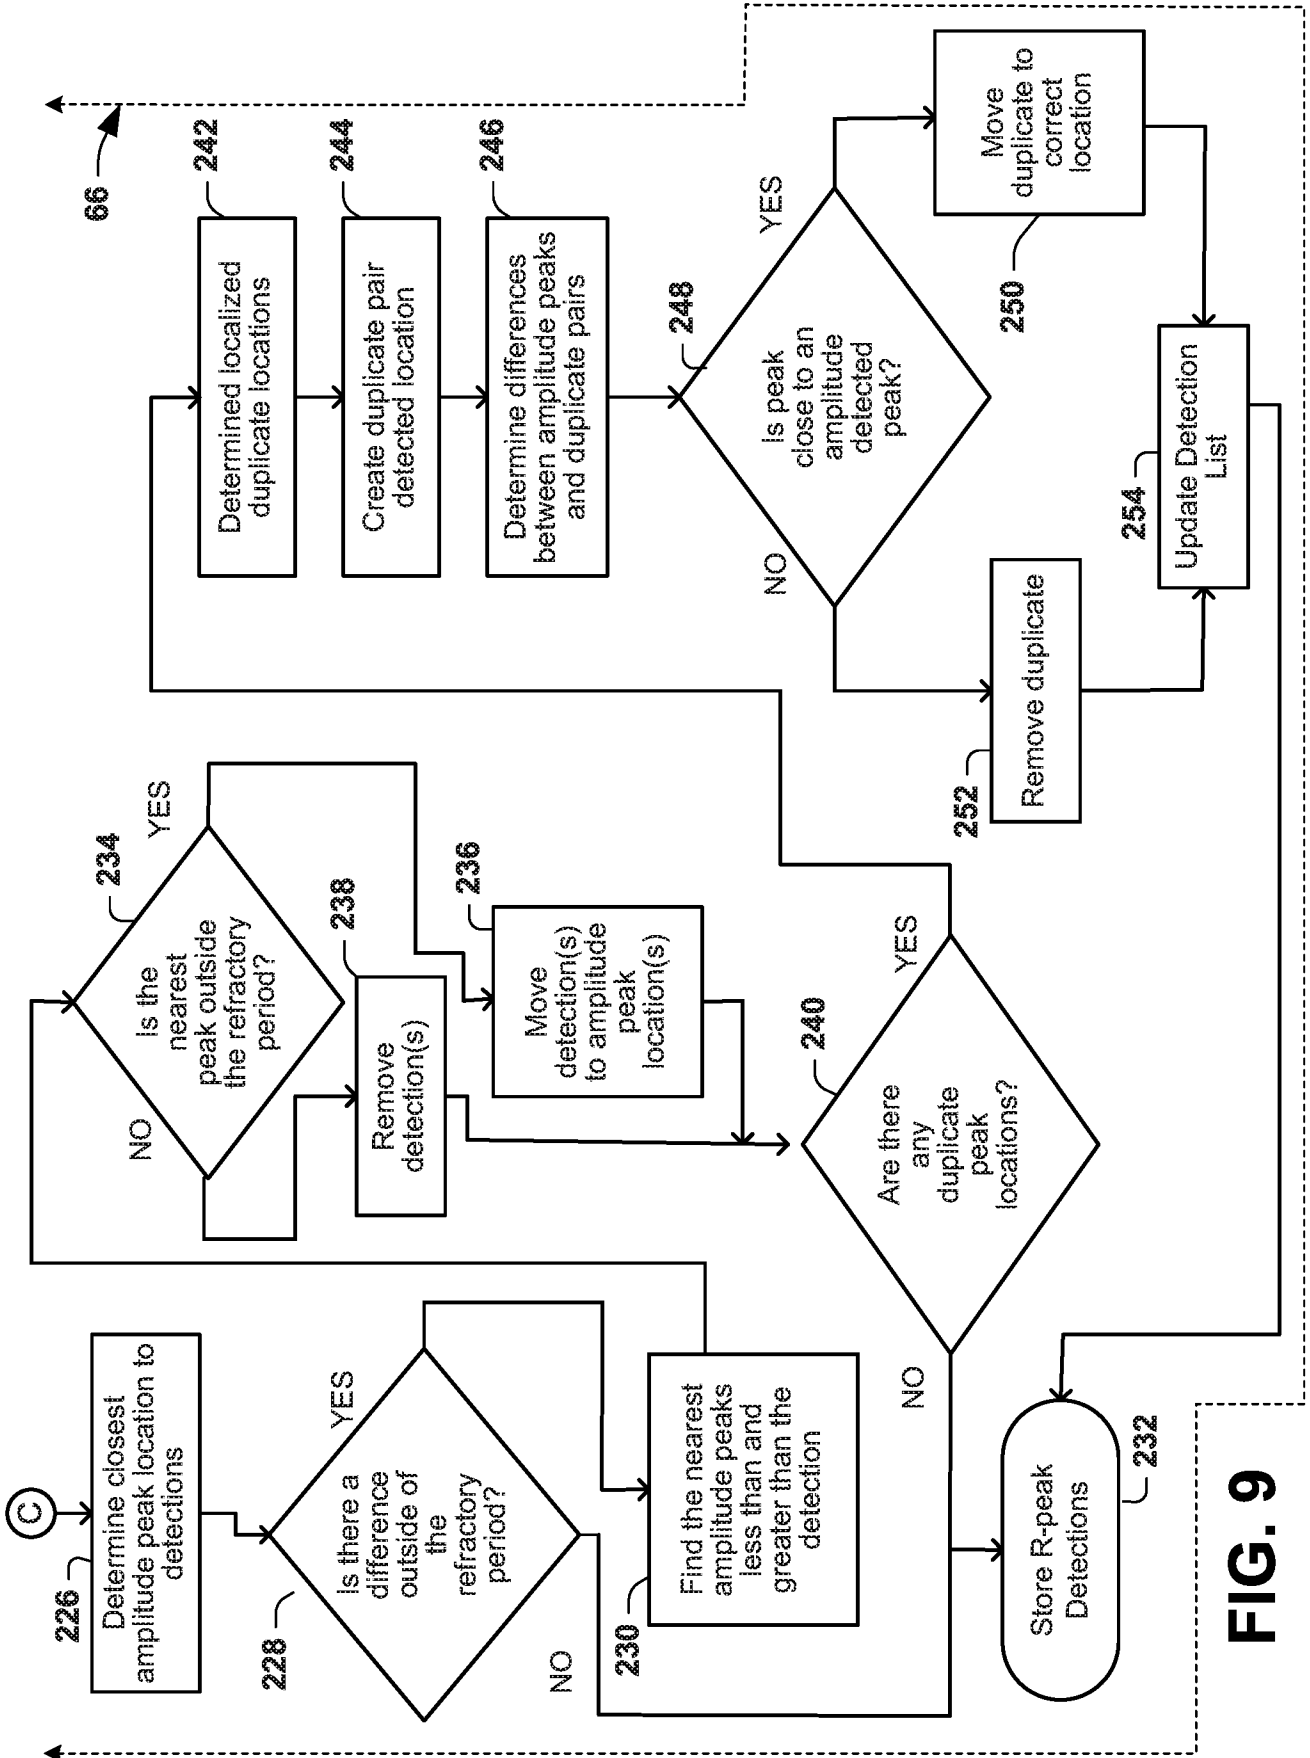 C
226
Determine closest
amplitude peak location to
detections
228
Is there a
difference
outside of
the
refractory
period?
YES
NO
230
Find the nearest
amplitude peaks
less than and
greater than the
detection
Store R-peak
Detections
232
234
Is the
nearest
peak outside
the refractory
period?
YES
NO
238
Remove
detection(s)
236
Move
detection(s)
to amplitude
peak
location(s)
240
Are there
any
duplicate
peak
locations?
YES
NO
66
242
Determined localized
duplicate locations
244
Create duplicate pair
detected location
246
Determine differences
between amplitude peaks
and duplicate pairs
248
Is peak
close to an
amplitude
detected
peak?
YES
NO
250
Move
duplicate to
correct
location
252
Remove duplicate
254
Update Detection
List
FIG. 9